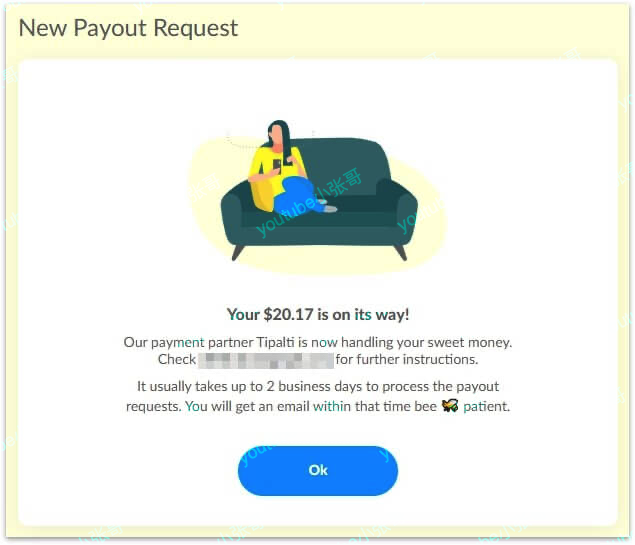 New Payout Request
youtube小张哥
Your $20.17 is on its way!
Our payment partner Tipalti is now handling your sweet money.
Check for further instructions.
It usually takes up to 2 business days to process the payout
requests. You will get an email within that time bee 🐝 patient.
Ok